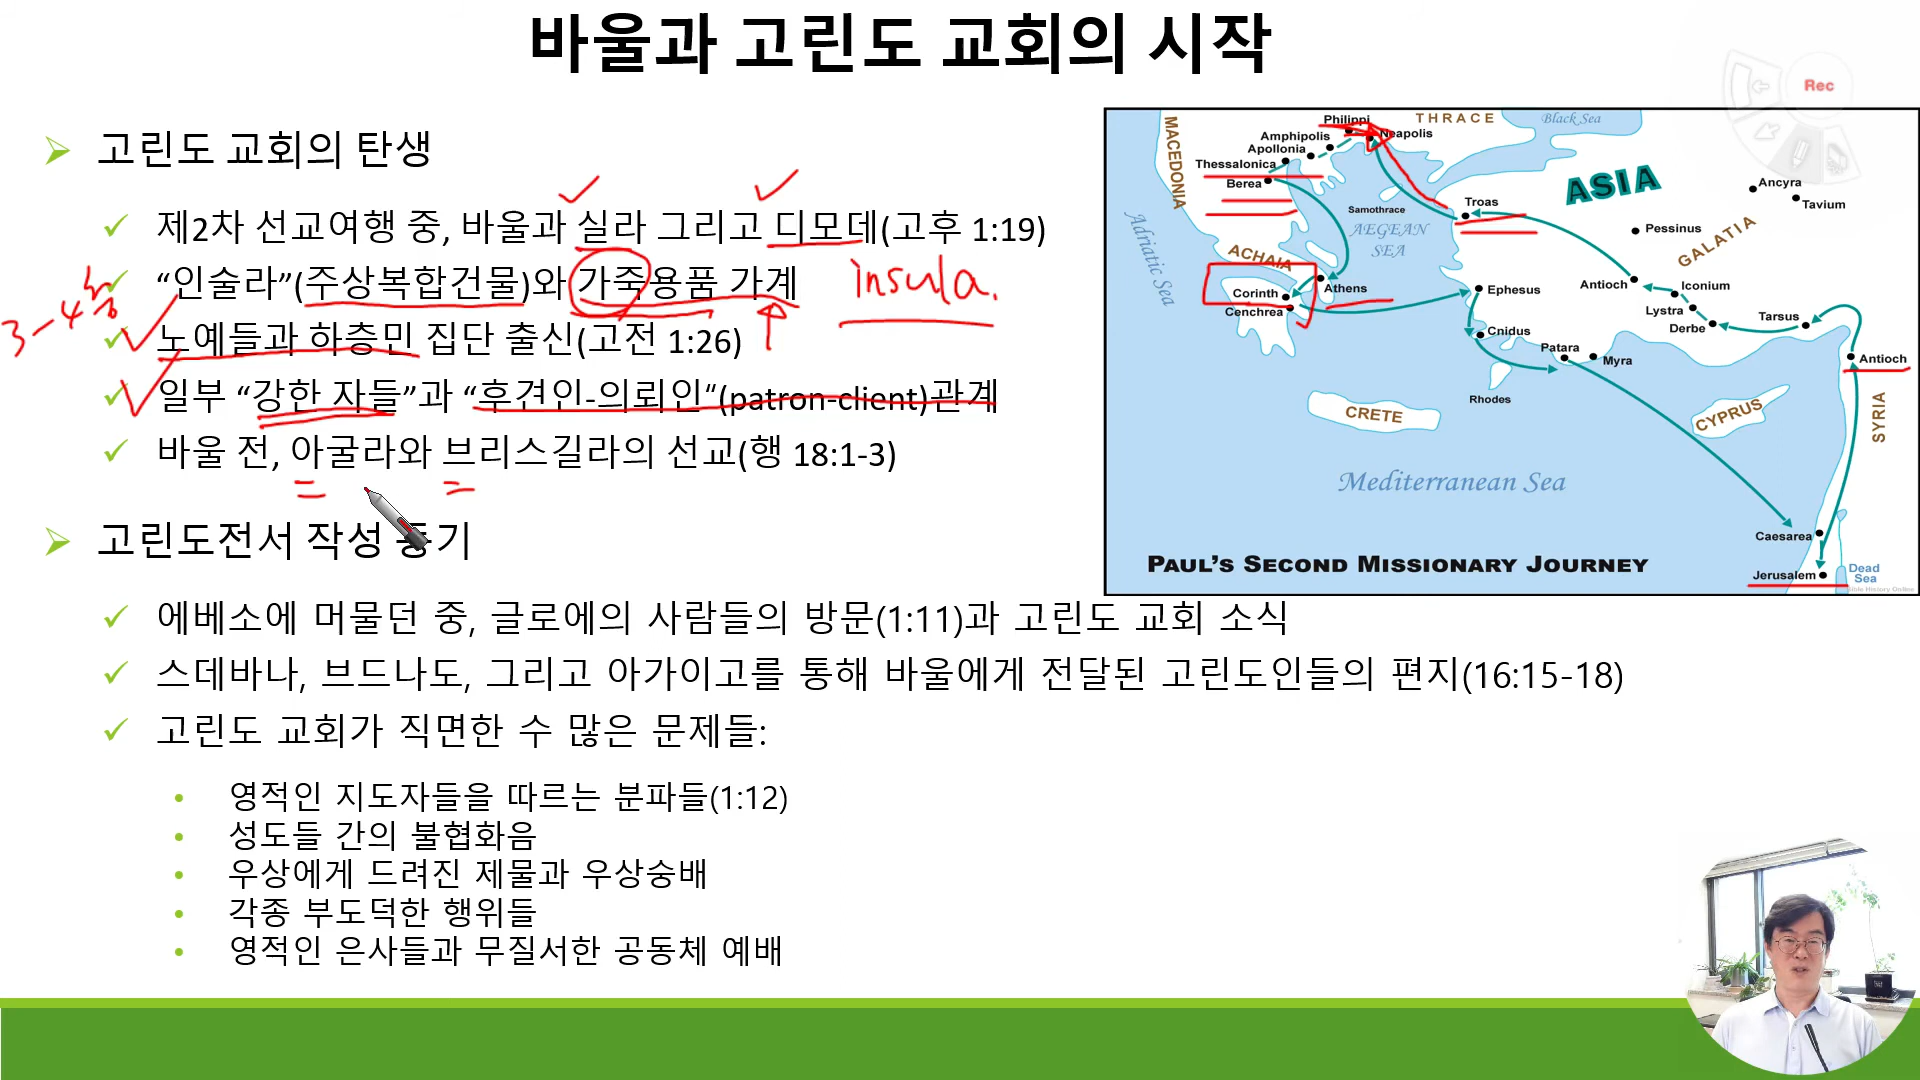 바울과 고린도 교회의 시작
Rec
고린도 교회의 탄생
제2차 선교여행 중, 바울과 실라 그리고 디모데(고후 1:19)
“인술라”(주상복합건물)와 가죽용품 가계
insula.
3-4층
노예들과 하층민 집단 출신(고전 1:26)
일부 “강한 자들”과 “후견인-의뢰인“(patron-client)관계
바울 전, 아굴라와 브리스길라의 선교(행 18:1-3)
고린도전서 작성 동기
에베소에 머물던 중, 글로에의 사람들의 방문(1:11)과 고린도 교회 소식
스데바나, 브드나도, 그리고 아가이고를 통해 바울에게 전달된 고린도인들의 편지(16:15-18)
고린도 교회가 직면한 수 많은 문제들:
영적인 지도자들을 따르는 분파들(1:12)
성도들 간의 불협화음
우상에게 드려진 제물과 우상숭배
각종 부도덕한 행위들
영적인 은사들과 무질서한 공동체 예배
MACEDONIA
Philippi
THRACE
Black Sea
Amphipolis
Neapolis
Apollonia
Thessalonica
Berea
ASIA
Ancyra
Tavium
Troas
Samothrace
AEGEAN
SEA
Pessinus
GALATIA
Adriatic Sea
ACHAIA
Athens
Corinth
Cenchrea
Ephesus
Antioch
Iconium
Lystra
Derbe
Tarsus
Cnidus
Patara
Myra
Antioch
Rhodes
CRETE
CYPRUS
SYRIA
Mediterranean Sea
Caesarea
PAUL'S SECOND MISSIONARY JOURNEY
Jerusalem
Dead
Sea
Bible History Online